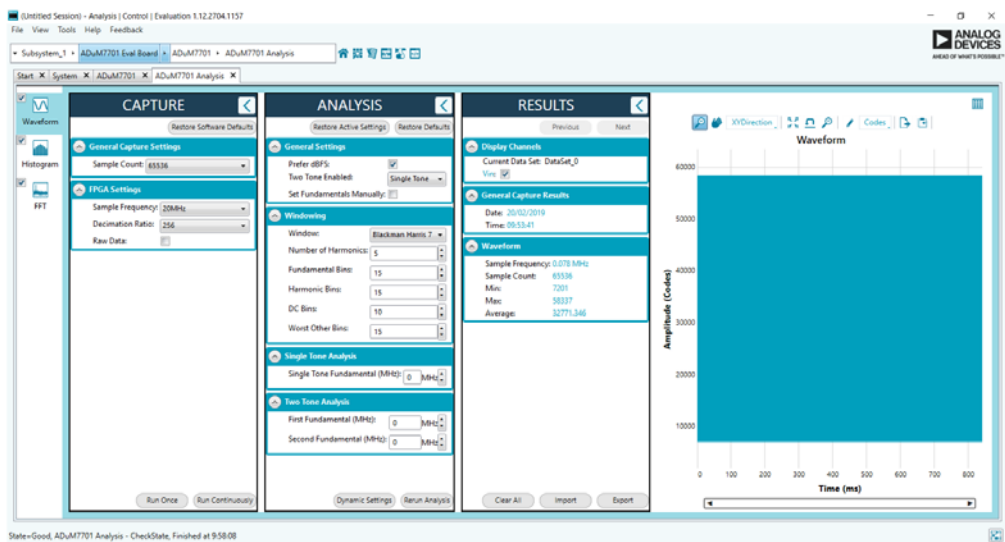 (Untitled Session) - Analysis | Control | Evaluation 1.12.2704.1157
File View Tools Help Feedback
ANALOG
DEVICES
AHEAD OF WHAT'S POSSIBLE™
Subsystem_1 ADuM7701 Eval Board ADuM7701 ADuM7701 Analysis
Start X System X ADuM7701 X ADuM7701 Analysis X
Waveform
Histogram
FFT
CAPTURE
Restore Software Defaults
General Capture Settings
Sample Count: 65536
FPGA Settings
Sample Frequency: 20MHz
Decimation Ratio: 256
Raw Data:
Run Once Run Continuously
ANALYSIS
Restore Active Settings Restore Defaults
General Settings
Prefer dBFS:
Two Tone Enabled: Single Tone ...
Set Fundamentals Manually:
Windowing
Window: Blackman Harris 7
Number of Harmonics: 5
Fundamental Bins: 15
Harmonic Bins: 15
DC Bins: 10
Worst Other Bins: 15
Single Tone Analysis
Single Tone Fundamental (MHz): 0 MHz
Two Tone Analysis
First Fundamental (MHz): 0 MHz
Second Fundamental (MHz): 0 MHz
Dynamic Settings Rerun Analysis
RESULTS
Previous Next
Display Channels
Current Data Set: DataSet_0
Vin:
General Capture Results
Date: 20/02/2019
Time: 09:53:41
Waveform
Sample Frequency: 0.078 MHz
Sample Count: 65536
Min: 7201
Max: 58337
Average: 32771.346
Clear All Import Export
XYDirection Codes
Waveform
60000
50000
40000
30000
20000
10000
Amplitude (Codes)
0 100 200 300 400 500 600 700 800
Time (ms)
State=Good, ADuM7701 Analysis - CheckState, Finished at 9:58:08